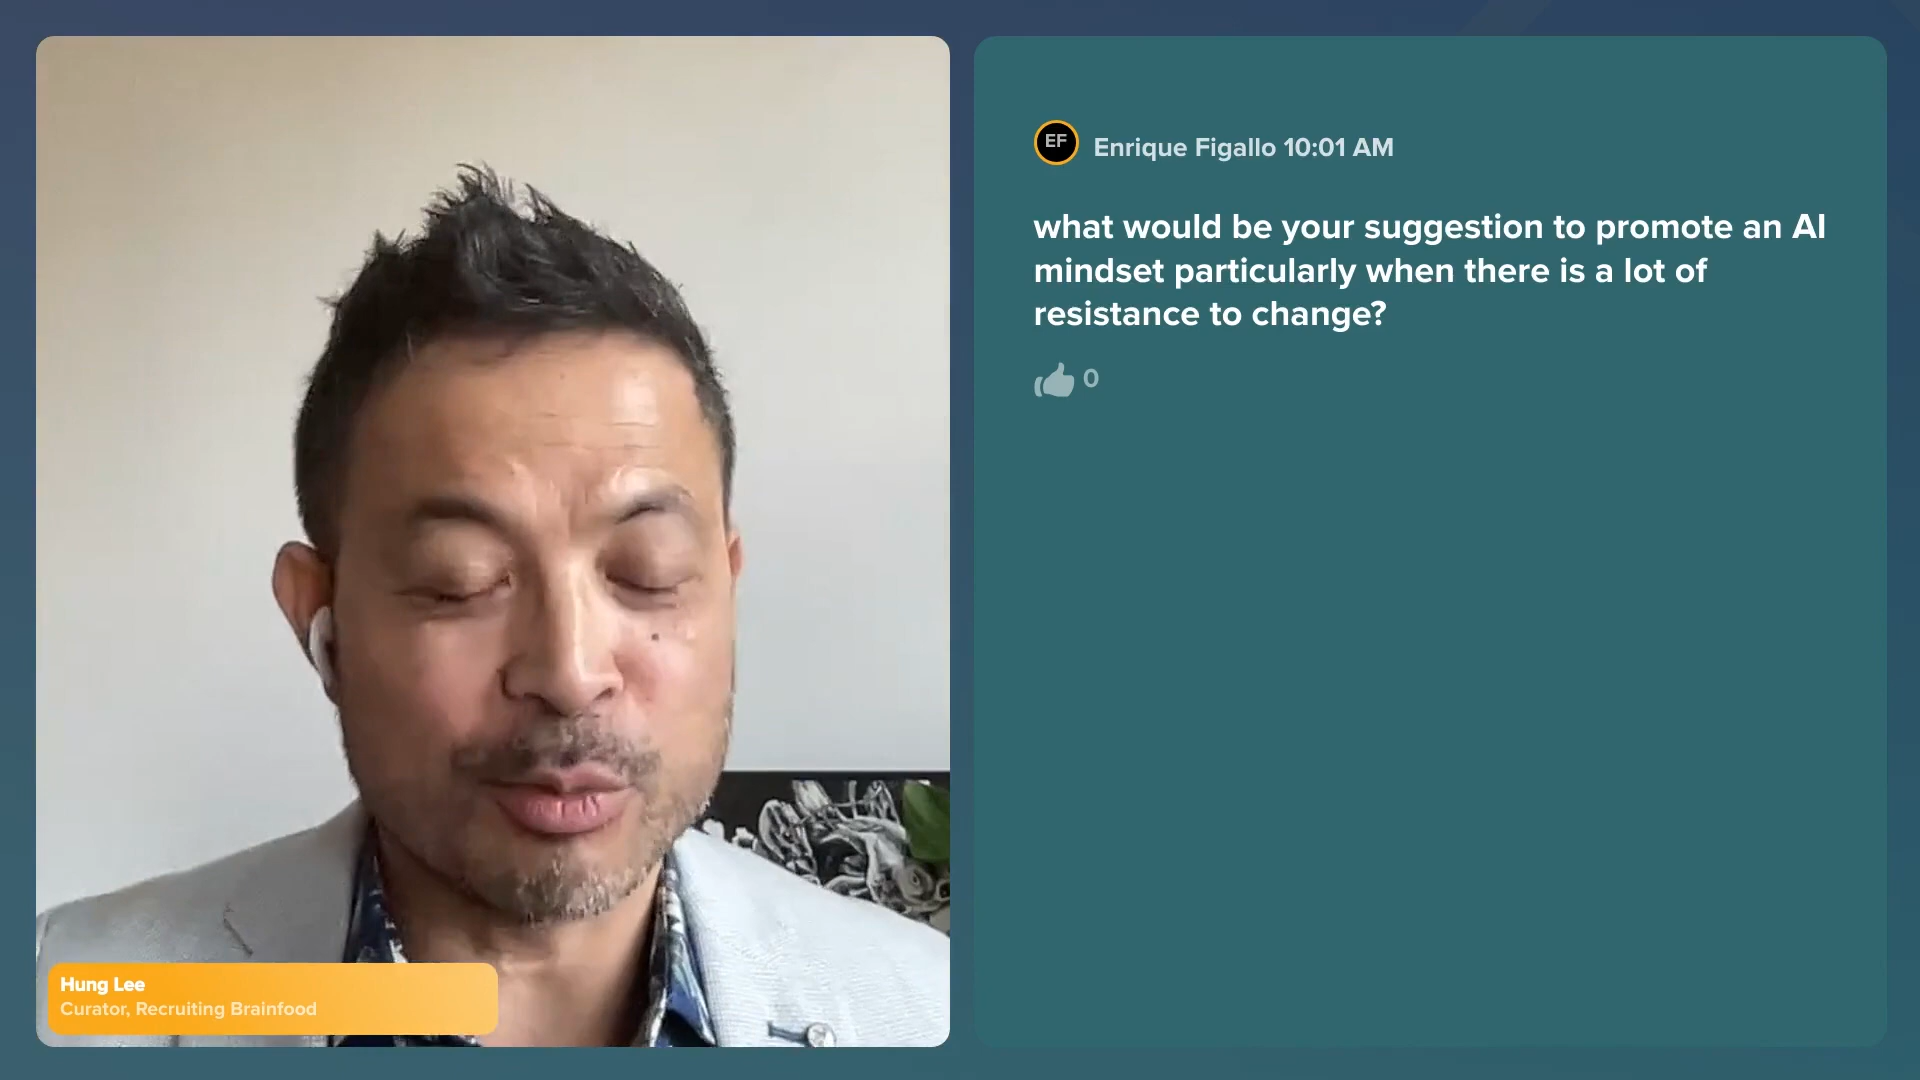 EF
Enrique Figallo 10:01 AM
what would be your suggestion to promote an AI
mindset particularly when there is a lot of
resistance to change?
0
Hung Lee
Curator, Recruiting Brainfood